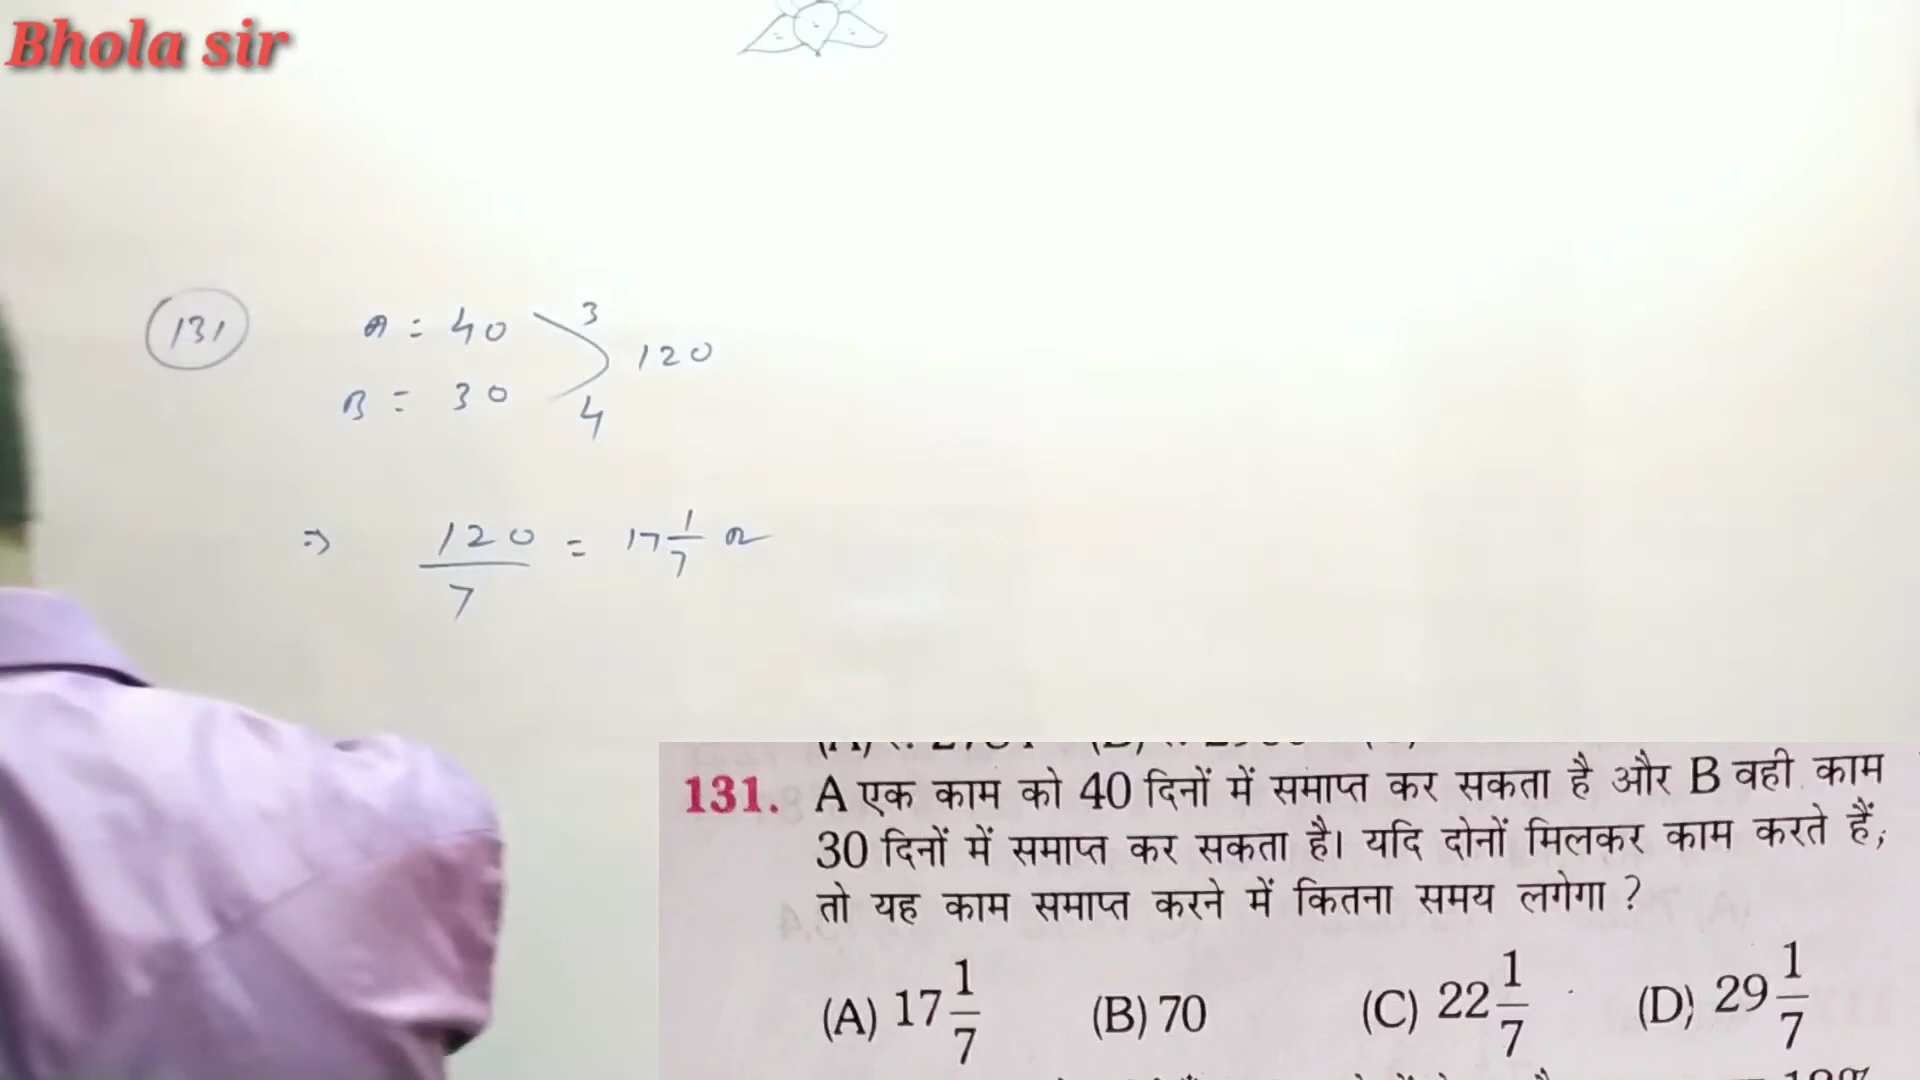 Bhola sir
131
A = 40
3
120
B = 30
4
⇒ 120/7 = 17 1/7
131. A एक काम को 40 दिनों में समाप्त कर सकता है और B वही काम
30 दिनों में समाप्त कर सकता है। यदि दोनों मिलकर काम करते हैं,
तो यह काम समाप्त करने में कितना समय लगेगा ?
(A) 17 1/7 (B) 70 (C) 22 1/7 (D) 29 1/7